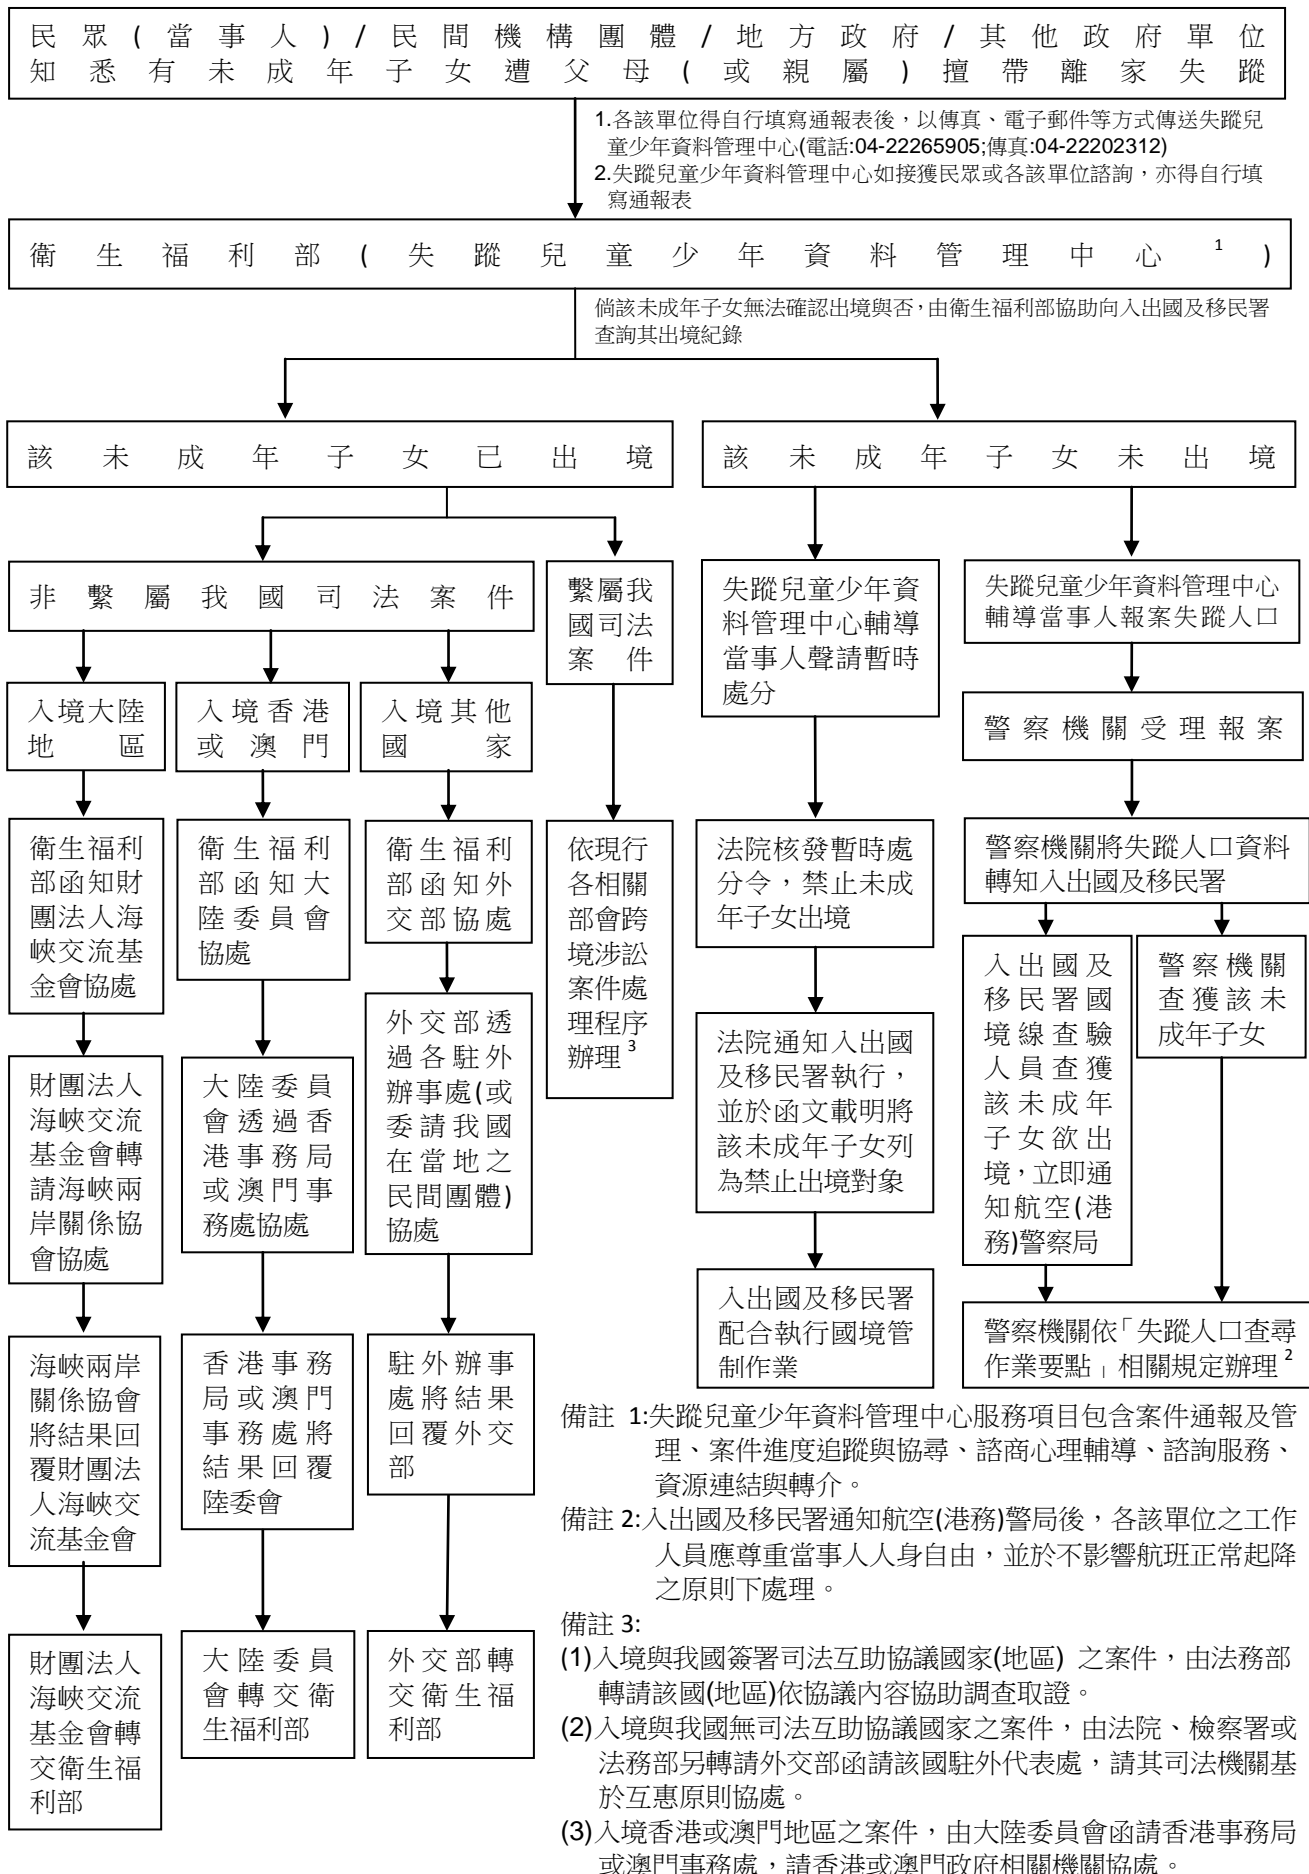 民眾(當事人)/民間機構團體/地方政府/其他政府單位
知悉有未成年子女遭父母(或親屬)擅帶離家失蹤
1.各該單位得自行填寫通報表後，以傳真、電子郵件等方式傳送失蹤兒
童少年資料管理中心(電話:04-22265905;傳真:04-22202312)
2.失蹤兒童少年資料管理中心如接獲民眾或各該單位諮詢，亦得自行填
寫通報表
衛生福利部(失蹤兒童少年資料管理中心1)
倘該未成年子女無法確認出境與否，由衛生福利部協助向入出國及移民署
查詢其出境紀錄
該未成年子女已出境
該未成年子女未出境
非繫屬我國司法案件
繫屬我
國司法
案件
入境大陸
地區
入境香港
或澳門
入境其他
國家
衛生福利
部函知財
團法人海
峽交流基
金會協處
衛生福利
部函知大
陸委員會
協處
衛生福利
部函知外
交部協處
依現行
各相關
部會跨
境涉訟
案件處
理程序
辦理3
財團法人
海峽交流
基金會轉
請海峽兩
岸關係協
會協處
大陸委員
會透過香
港事務局
或澳門事
務處協處
外交部透
過各駐外
辦事處(或
委請我國
在當地之
民間團體)
協處
海峽兩岸
關係協會
將結果回
覆財團法
人海峽交
流基金會
香港事務
局或澳門
事務處將
結果回覆
陸委會
駐外辦事
處將結果
回覆外交
部
財團法人
海峽交流
基金會轉
交衛生福
利部
大陸委員
會轉交衛
生福利部
外交部轉
交衛生福
利部
失蹤兒童少年資
料管理中心輔導
當事人聲請暫時
處分
法院核發暫時處
分令，禁止未成
年子女出境
法院通知入出國
及移民署執行，
並於函文載明將
該未成年子女列
為禁止出境對象
入出國及移民署
配合執行國境管
制作業
失蹤兒童少年資料管理中心
輔導當事人報案失蹤人口
警察機關受理報案
警察機關將失蹤人口資料
轉知入出國及移民署
入出國及
移民署國
境線查驗
人員查獲
該未成年
子女欲出
境，立即通
知航空(港
務)警察局
警察機關
查獲該未
成年子女
警察機關依「失蹤人口查尋
作業要點」相關規定辦理2
備註 1:失蹤兒童少年資料管理中心服務項目包含案件通報及管
理、案件進度追蹤與協尋、諮商心理輔導、諮詢服務、
資源連結與轉介。
備註 2:入出國及移民署通知航空(港務)警局後，各該單位之工作
人員應尊重當事人人身自由，並於不影響航班正常起降
之原則下處理。
備註 3:
(1)入境與我國簽署司法互助協議國家(地區) 之案件，由法務部
轉請該國(地區)依協議內容協助調查取證。
(2)入境與我國無司法互助協議國家之案件，由法院、檢察署或
法務部另轉請外交部函請該國駐外代表處，請其司法機關基
於互惠原則協處。
(3)入境香港或澳門地區之案件，由大陸委員會函請香港事務局
或澳門事務處，請香港或澳門政府相關機關協處。